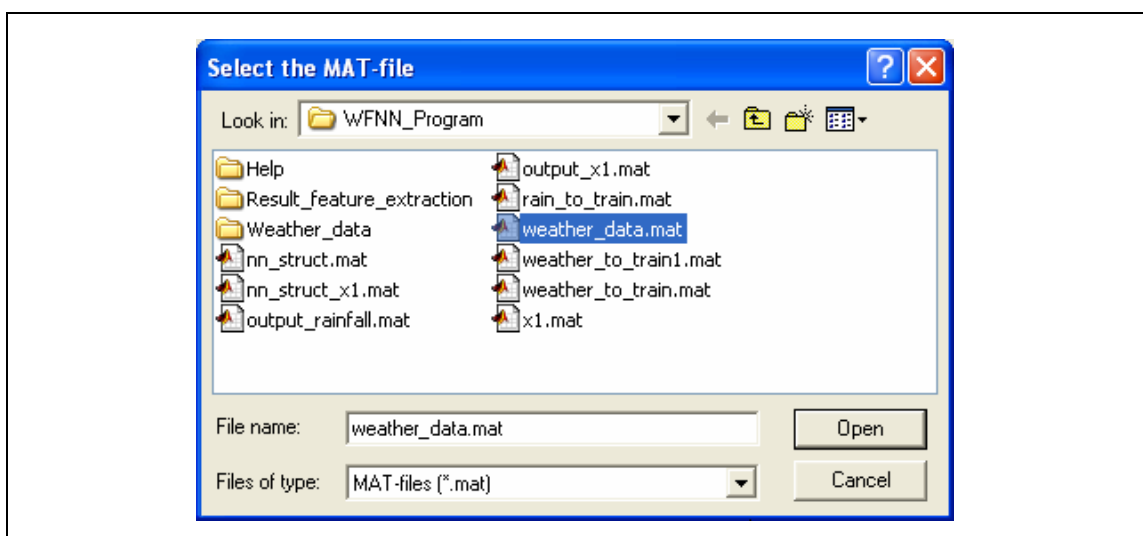 Select the MAT-file
Look in: WFNN_Program
Help
Result_feature_extraction
Weather_data
nn_struct.mat
nn_struct_x1.mat
output_rainfall.mat
output_x1.mat
rain_to_train.mat
weather_data.mat
weather_to_train1.mat
weather_to_train.mat
x1.mat
File name: weather_data.mat
Open
Files of type: MAT-files (*.mat)
Cancel